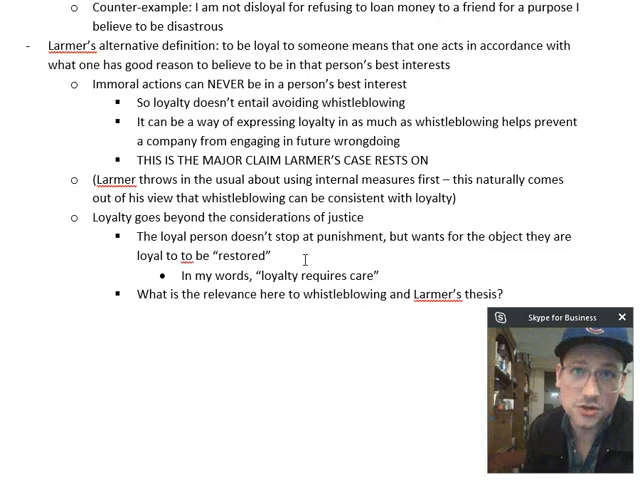 o Counter-example: I am not disloyal for refusing to loan money to a friend for a purpose I
believe to be disastrous
- Larmer's alternative definition: to be loyal to someone means that one acts in accordance with
what one has good reason to believe to be in that person's best interests
o Immoral actions can NEVER be in a person's best interest
▪ So loyalty doesn't entail avoiding whistleblowing
▪ It can be a way of expressing loyalty in as much as whistleblowing helps prevent
a company from engaging in future wrongdoing
▪ THIS IS THE MAJOR CLAIM LARMER'S CASE RESTS ON
o (Larmer throws in the usual about using internal measures first – this naturally comes
out of his view that whistleblowing can be consistent with loyalty)
o Loyalty goes beyond the considerations of justice
▪ The loyal person doesn't stop at punishment, but wants for the object they are
loyal to to be "restored"
• In my words, "loyalty requires care"
▪ What is the relevance here to whistleblowing and Larmer's thesis?
Skype for Business